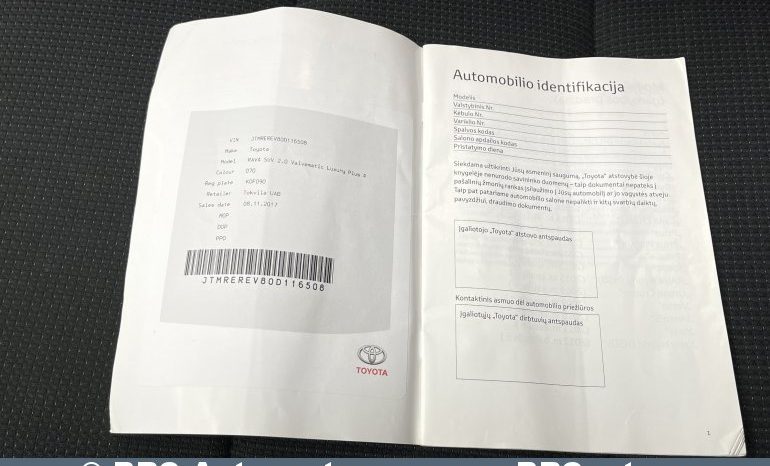 VIN JTMREREV80D116508
Make Toyota
Model RAV4 SUV 2.0 Valvematic Luxury Plus
Colour 070
Reg plate
Retailer Tokvila UAB
Sales date 08.11.2017
MOP
DOP
PPO
JTMREREV80D116508
TOYOTA
Automobilio identifikacija
Modelis
Valstybinis Nr.
Kėbulo Nr.
Variklio Nr.
Spalvos kodas
Salono apdailos kodas
Pristatymo diena
Siekdama užtikrinti Jūsų asmeninį saugumą, „Toyota“ atstovybė šioje
knygelėje nenurodo savininko duomenų – taip dokumentai nepateks į
pašalinių žmonių rankas įsilaužimo į Jūsų automobilį ar jo vagystės atveju.
Taip pat patariame automobilio salone nepalikti ir kitų svarbių daiktų,
pavyzdžiui, draudimo dokumentų.
Įgaliotojo „Toyota“ atstovo antspaudas
Kontaktinis asmuo dėl automobilio priežiūros
Įgaliotųjų „Toyota“ dirbtuvių antspaudas
1